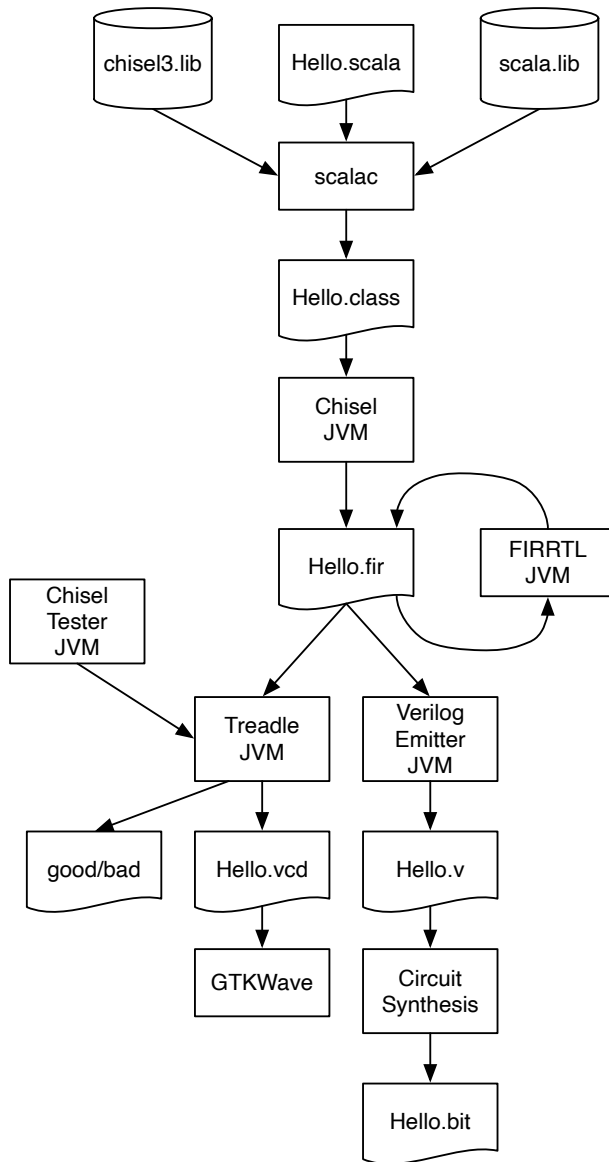 chisel3.lib
Hello.scala
scala.lib
scalac
Hello.class
Chisel
JVM
Hello.fir
FIRRTL
JVM
Chisel
Tester
JVM
Treadle
JVM
Verilog
Emitter
JVM
good/bad
Hello.vcd
Hello.v
GTKWave
Circuit
Synthesis
Hello.bit